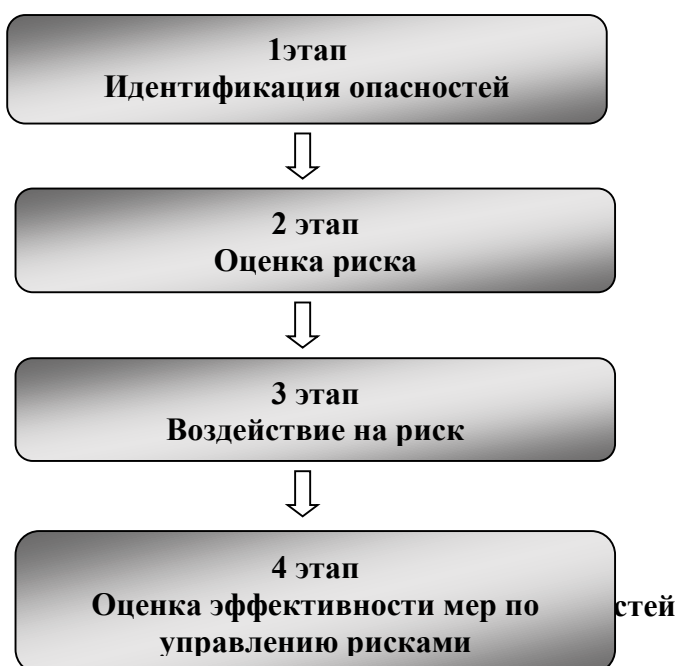 1этап
Идентификация опасностей
2 этап
Оценка риска
3 этап
Воздействие на риск
4 этап
Оценка эффективности мер по стей
управлению рисками